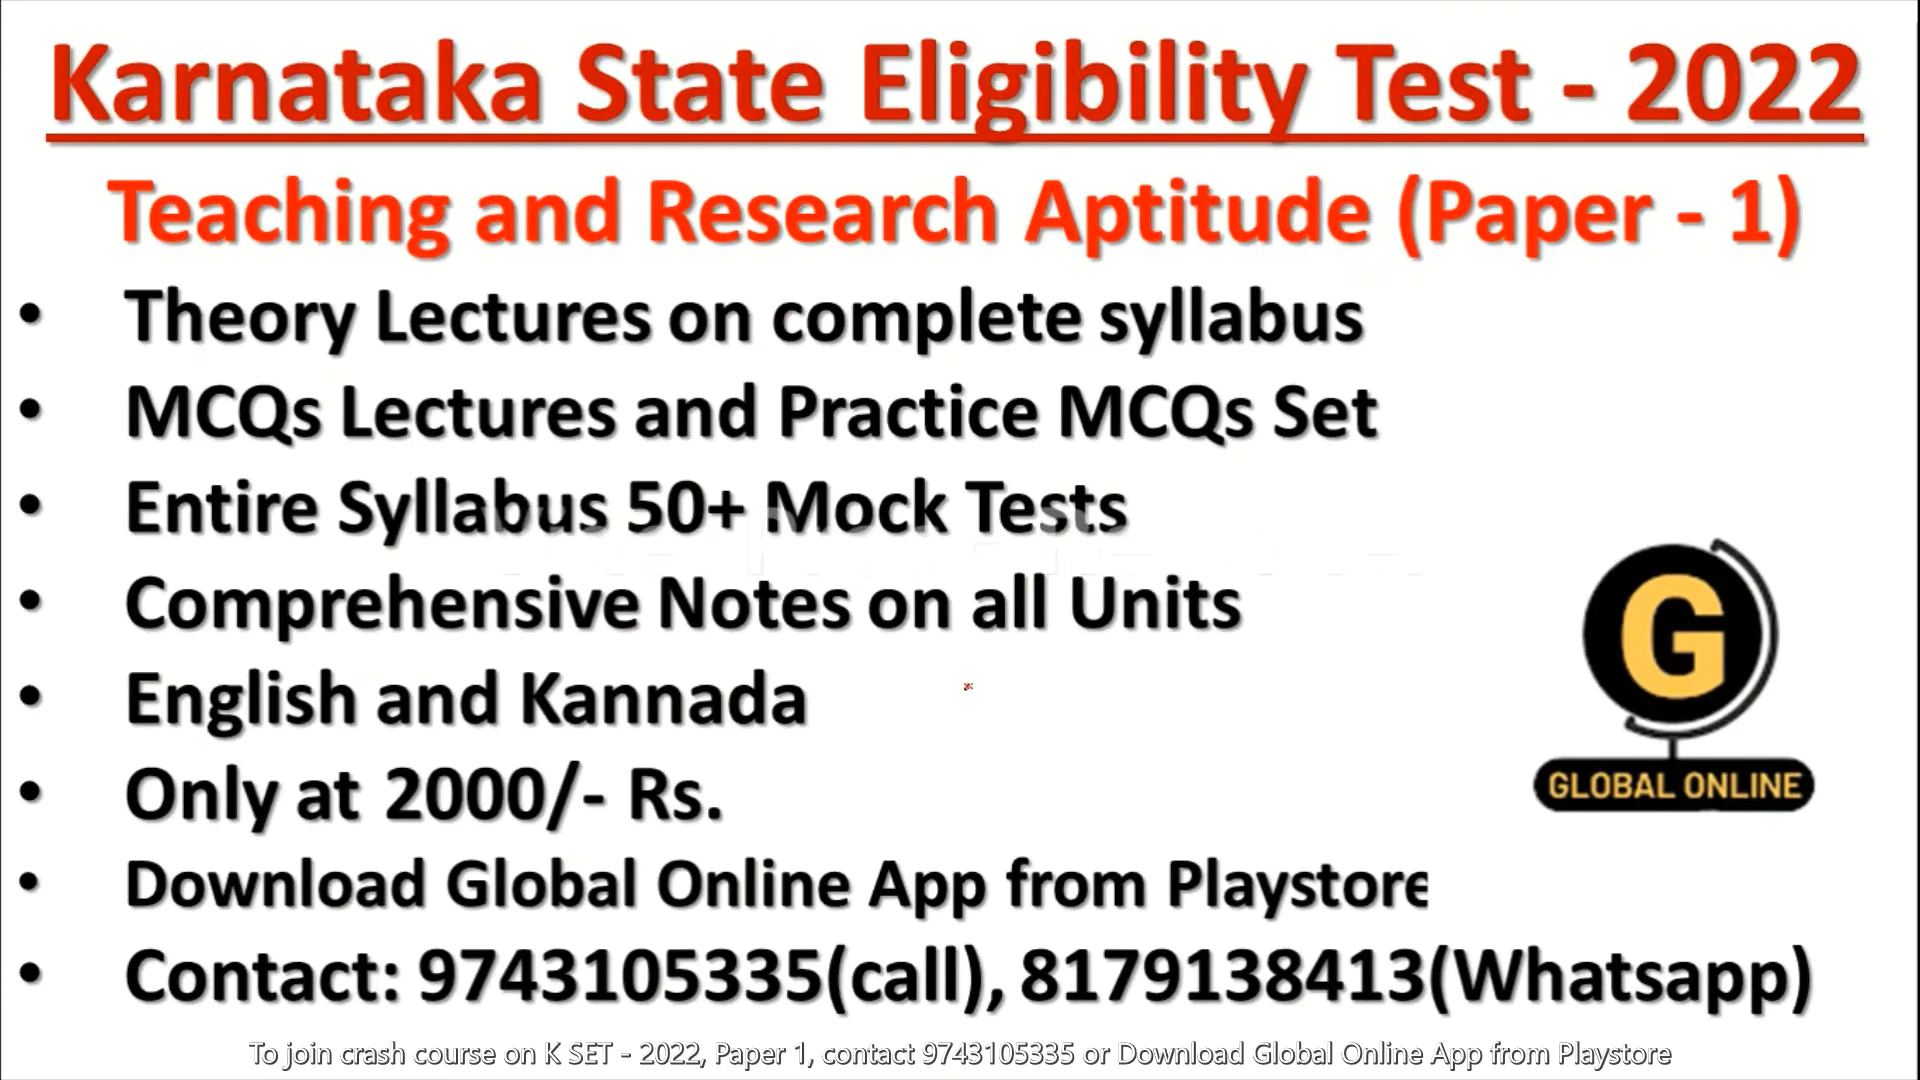 Karnataka State Eligibility Test - 2022
Teaching and Research Aptitude (Paper - 1)
• Theory Lectures on complete syllabus
• MCQs Lectures and Practice MCQs Set
• Entire Syllabus 50+ Mock Tests
• Comprehensive Notes on all Units
• English and Kannada
• Only at 2000/- Rs.
• Download Global Online App from Playstore
• Contact: 9743105335(call), 8179138413(Whatsapp)
G
GLOBAL ONLINE
To join crash course on K SET - 2022, Paper 1, contact 9743105335 or Download Global Online App from Playstore